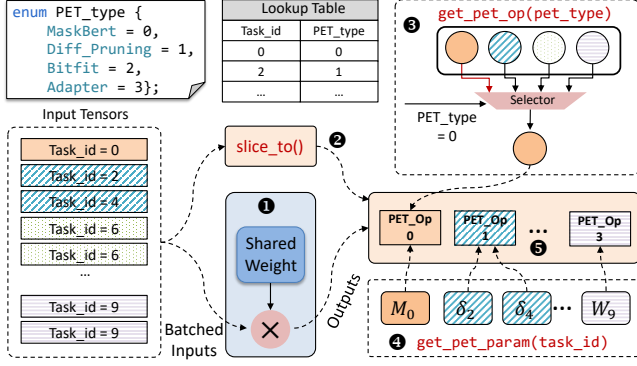 enum PET_type {
MaskBert = 0,
Diff_Pruning = 1,
Bitfit = 2,
Adapter = 3};
Lookup Table
Task_id PET_type
0 0
2 1
... ...
❸ get_pet_op(pet_type)
Selector
PET_type
= 0
Input Tensors
Task_id = 0
Task_id = 2
Task_id = 4
Task_id = 6
Task_id = 6
...
Task_id = 9
Task_id = 9
Batched
Inputs
slice_to()
❷
❶
Shared
Weight
×
Outputs
PET_Op
0
PET_Op
1
...
PET_Op
3
❺
M₀ δ₂ δ₄ ... W₉
❹ get_pet_param(task_id)